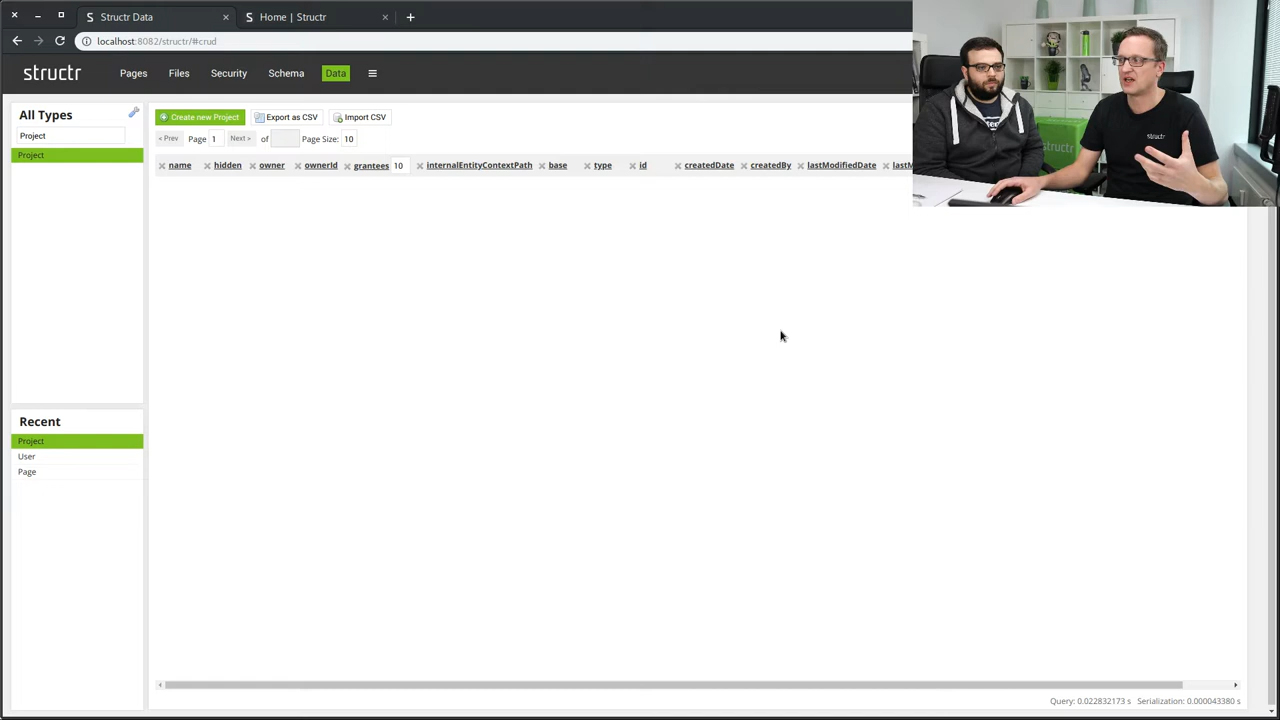 Structr Data
Home | Structr
localhost:8082/structr/#crud
structr
Pages
Files
Security
Schema
Data
All Types
Project
Project
Recent
Project
User
Page
Create new Project
Export as CSV
Import CSV
< Prev
Page
1
Next >
of
Page Size:
10
name
hidden
owner
ownerId
grantees
10
internalEntityContextPath
base
type
id
createdDate
createdBy
lastModifiedDate
Query: 0.022832173 s
Serialization: 0.000043380 s
structr
structr